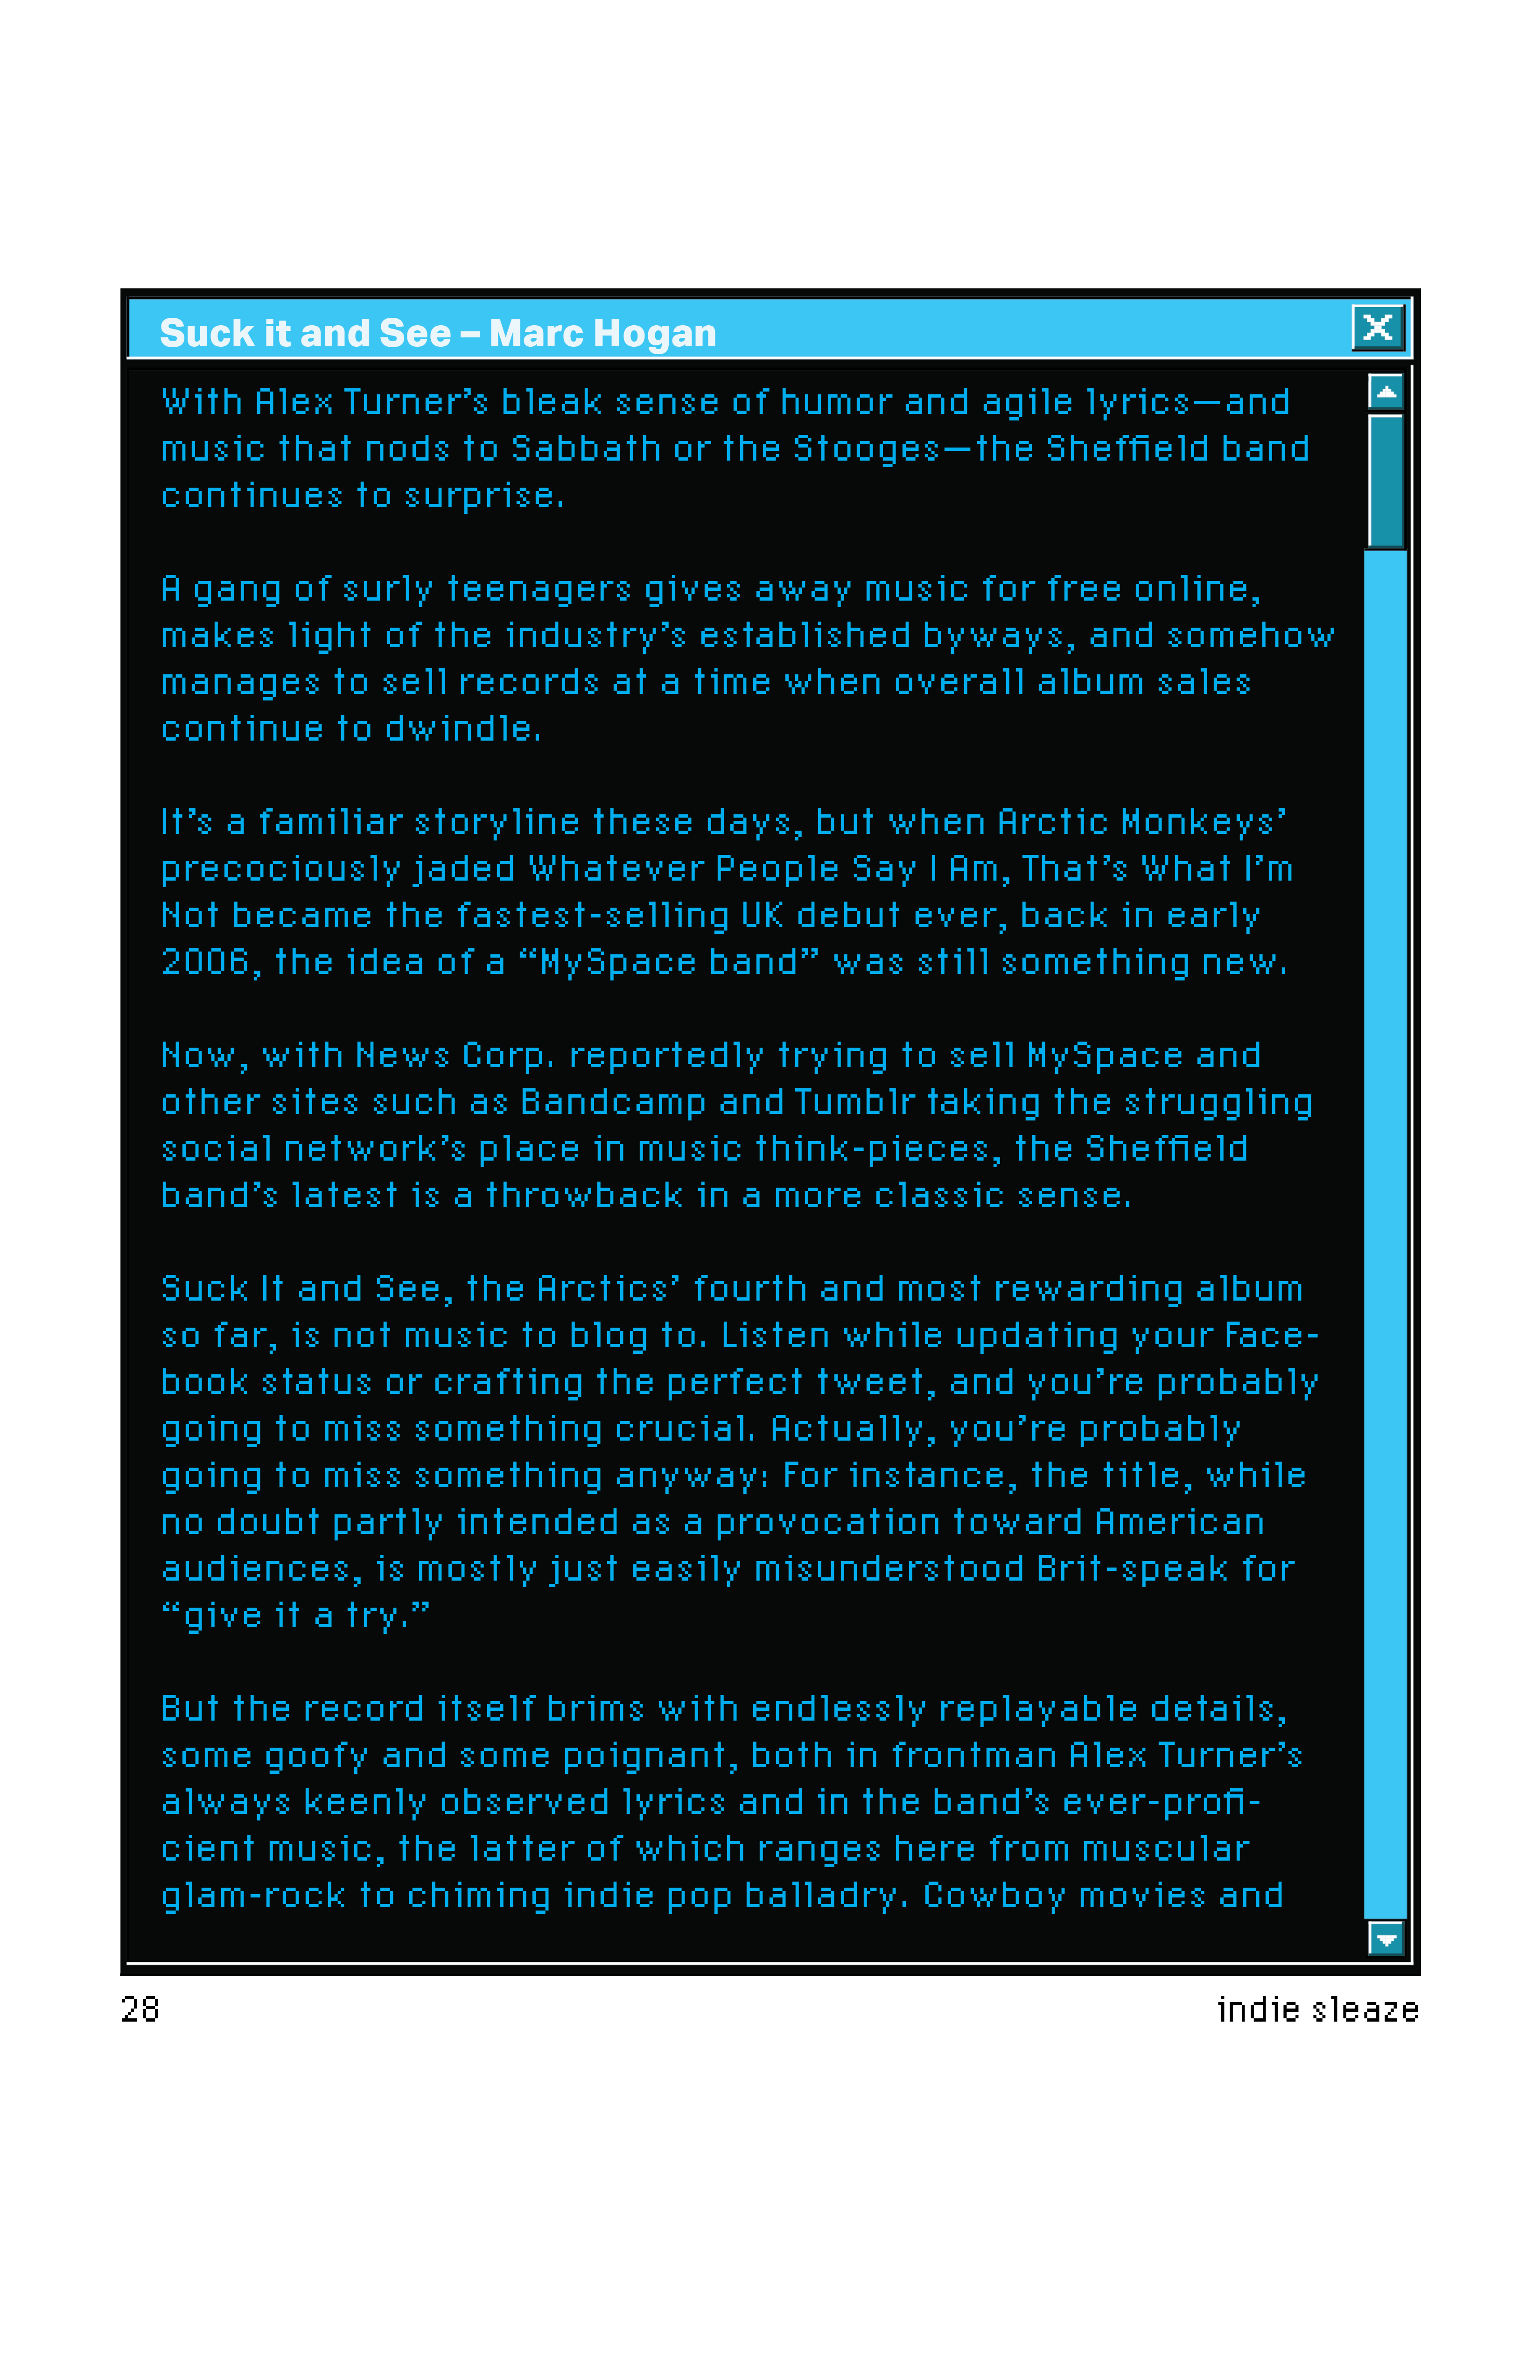 Suck it and See – Marc Hogan
With Alex Turner’s bleak sense of humor and agile lyrics—and
music that nods to Sabbath or the Stooges—the Sheffield band
continues to surprise.
A gang of surly teenagers gives away music for free online,
makes light of the industry’s established byways, and somehow
manages to sell records at a time when overall album sales
continue to dwindle.
It’s a familiar storyline these days, but when Arctic Monkeys’
precociously jaded Whatever People Say I Am, That’s What I’m
Not became the fastest-selling UK debut ever, back in early
2006, the idea of a “MySpace band” was still something new.
Now, with News Corp. reportedly trying to sell MySpace and
other sites such as Bandcamp and Tumblr taking the struggling
social network’s place in music think-pieces, the Sheffield
band’s latest is a throwback in a more classic sense.
Suck It and See, the Arctics’ fourth and most rewarding album
so far, is not music to blog to. Listen while updating your Face-
book status or crafting the perfect tweet, and you’re probably
going to miss something crucial. Actually, you’re probably
going to miss something anyway: For instance, the title, while
no doubt partly intended as a provocation toward American
audiences, is mostly just easily misunderstood Brit-speak for
“give it a try.”
But the record itself brims with endlessly replayable details,
some goofy and some poignant, both in frontman Alex Turner’s
always keenly observed lyrics and in the band’s ever-profi-
cient music, the latter of which ranges here from muscular
glam-rock to chiming indie pop balladry. Cowboy movies and
28
indie sleaze